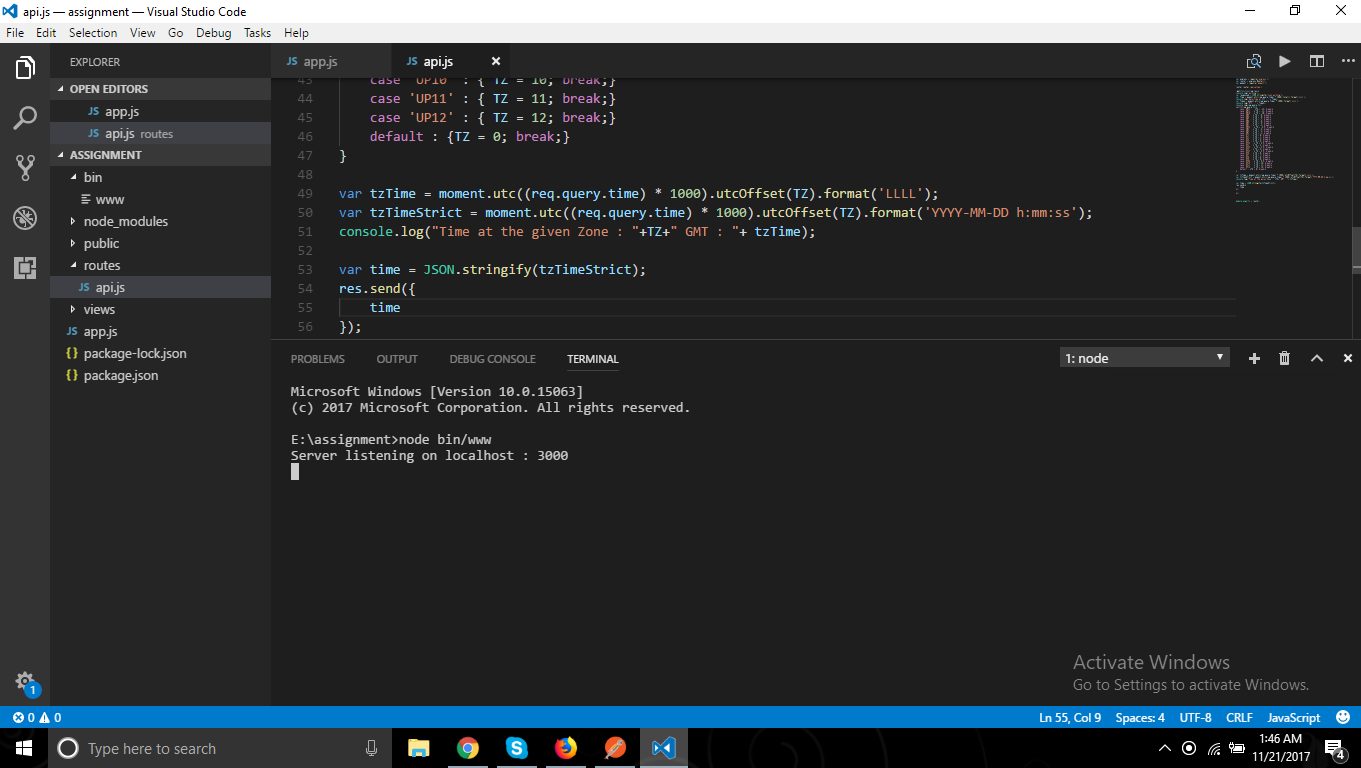 api.js — assignment — Visual Studio Code
File Edit Selection View Go Debug Tasks Help
EXPLORER
OPEN EDITORS
JS app.js
JS api.js routes
ASSIGNMENT
bin
www
node_modules
public
routes
JS api.js
views
JS app.js
{} package-lock.json
{} package.json
1
JS app.js JS api.js
43 case 'UP10' : { TZ = 10; break;}
44 case 'UP11' : { TZ = 11; break;}
45 case 'UP12' : { TZ = 12; break;}
46 default : {TZ = 0; break;}
47 }
48
49 var tzTime = moment.utc((req.query.time) * 1000).utcOffset(TZ).format('LLLL');
50 var tzTimeStrict = moment.utc((req.query.time) * 1000).utcOffset(TZ).format('YYYY-MM-DD h:mm:ss');
51 console.log("Time at the given Zone : "+TZ+" GMT : "+ tzTime);
52
53 var time = JSON.stringify(tzTimeStrict);
54 res.send({
55 time
56 });
PROBLEMS OUTPUT DEBUG CONSOLE TERMINAL 1: node
Microsoft Windows [Version 10.0.15063]
(c) 2017 Microsoft Corporation. All rights reserved.
E:\assignment>node bin/www
Server listening on localhost : 3000
Activate Windows
Go to Settings to activate Windows.
0 0 Ln 55, Col 9 Spaces: 4 UTF-8 CRLF JavaScript
Type here to search
1:46 AM
11/21/2017
4